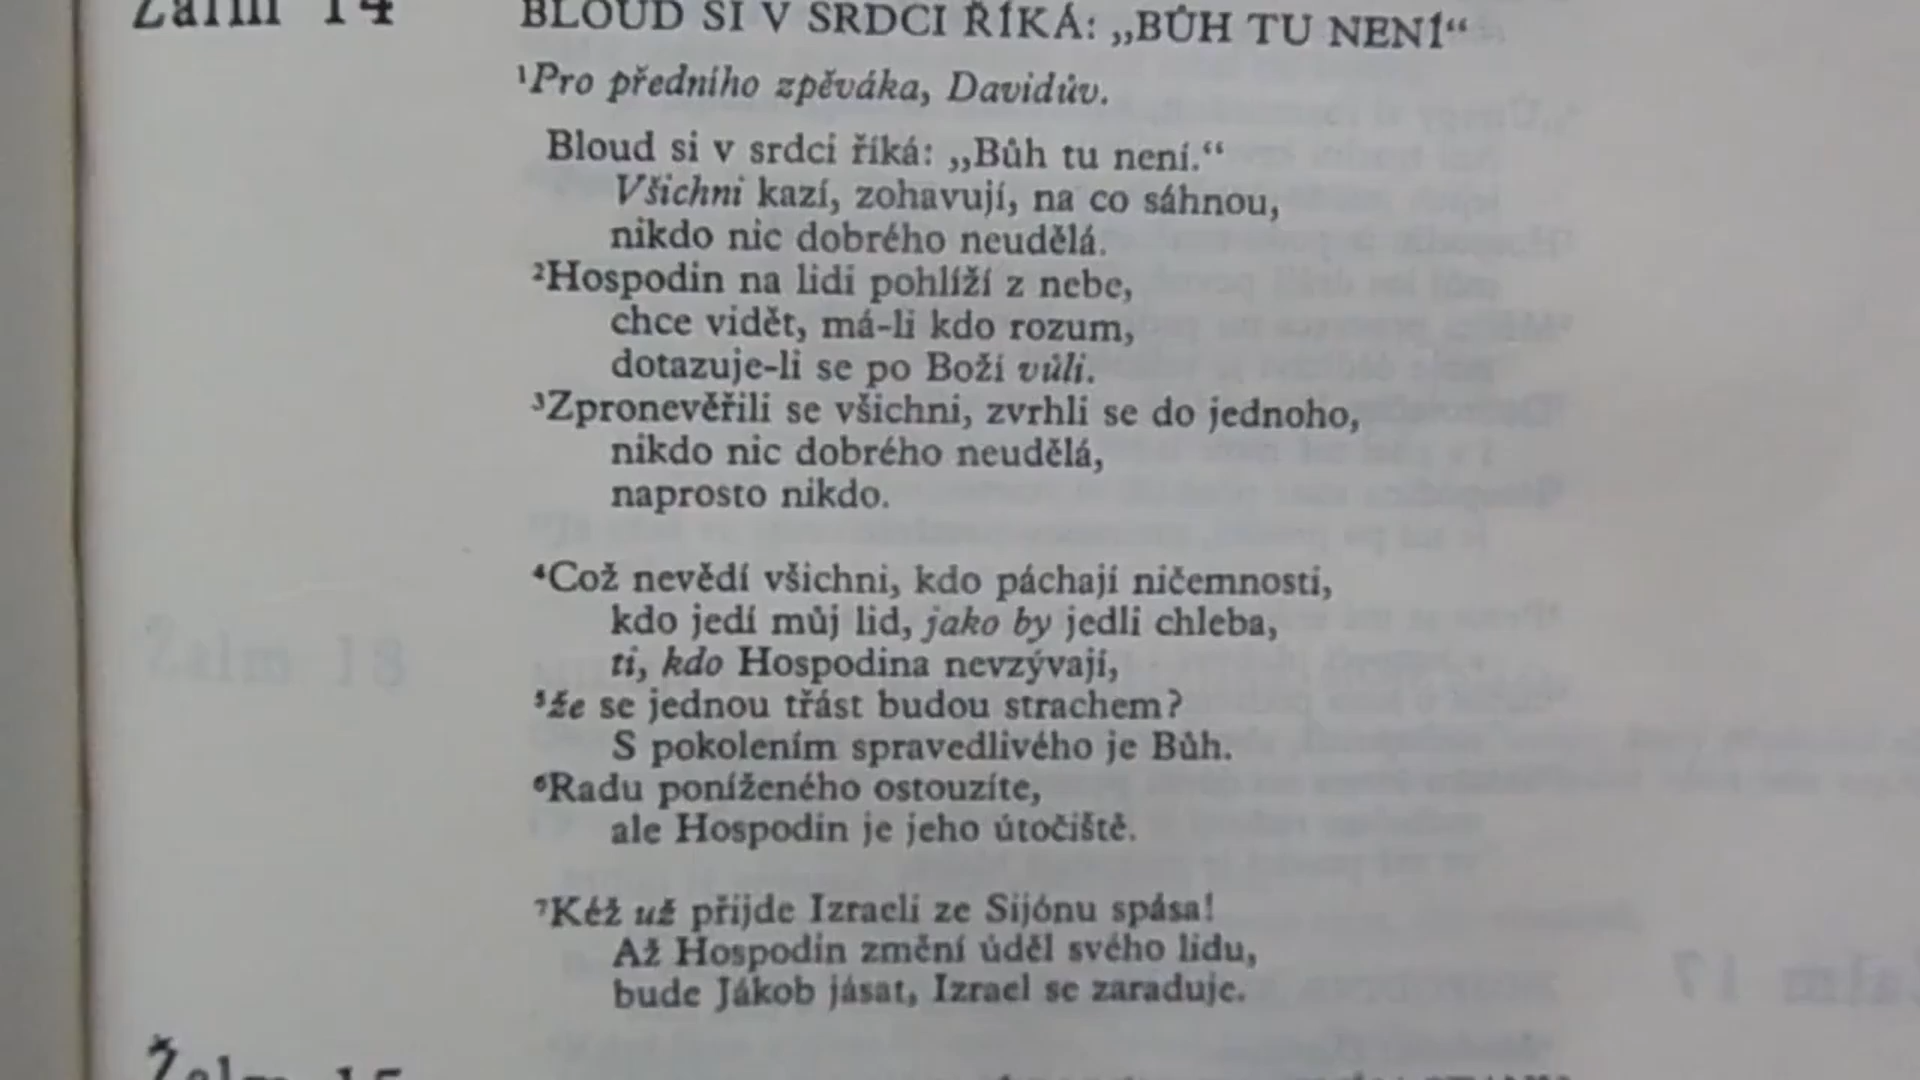 Žalm 14
BLOUD SI V SRDCI ŘÍKÁ: „BŮH TU NENÍ“
¹Pro předního zpěváka, Davidův.
Bloud si v srdci říká: „Bůh tu není.“
Všichni kazí, zohavují, na co sáhnou,
nikdo nic dobrého neudělá.
²Hospodin na lidi pohlíží z nebe,
chce vidět, má-li kdo rozum,
dotazuje-li se po Boží vůli.
³Zpronevěřili se všichni, zvrhli se do jednoho,
nikdo nic dobrého neudělá,
naprosto nikdo.
⁴Což nevědí všichni, kdo páchají ničemnosti,
kdo jedí můj lid, jako by jedli chleba,
ti, kdo Hospodina nevzývají,
⁵že se jednou třást budou strachem?
S pokolením spravedlivého je Bůh.
⁶Radu poníženého ostouzíte,
ale Hospodin je jeho útočiště.
⁷Kéž už přijde Izraeli ze Sijónu spása!
Až Hospodin změní úděl svého lidu,
bude Jákob jásat, Izrael se zaraduje.
Žalm 15